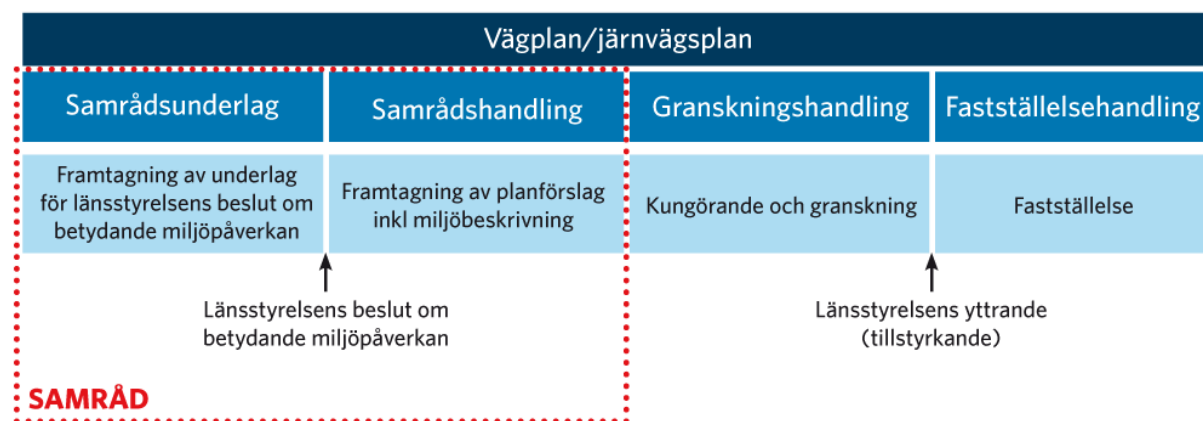 Vägplan/järnvägsplan
Samrådsunderlag
Samrådshandling
Granskningshandling
Fastställelsehandling
Framtagning av underlag
för länsstyrelsens beslut om
betydande miljöpåverkan
Framtagning av planförslag
inkl miljöbeskrivning
Kungörande och granskning
Fastställelse
Länsstyrelsens beslut om
betydande miljöpåverkan
Länsstyrelsens yttrande
(tillstyrkande)
SAMRÅD